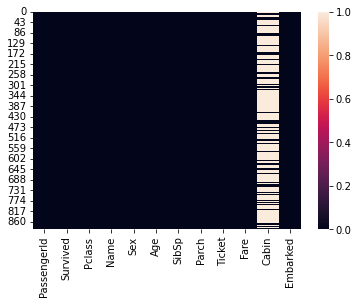 0
43
86
129
172
215
258
301
344
387
430
473
516
559
602
645
688
731
774
817
860
PassengerId
Survived
Pclass
Name
Sex
Age
SibSp
Parch
Ticket
Fare
Cabin
Embarked
1.0
0.8
0.6
0.4
0.2
0.0